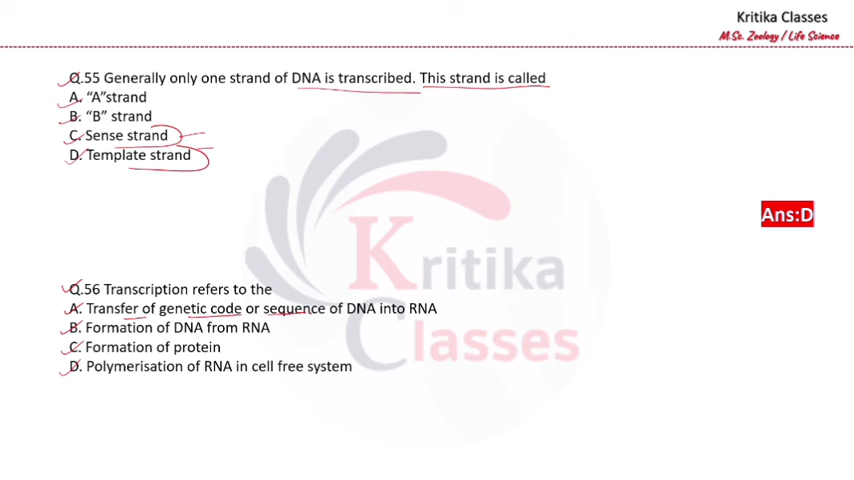 Kritika Classes
M.Sc. Zoology / Life Science
Q.55 Generally only one strand of DNA is transcribed. This strand is called
A. “A”strand
B. “B” strand
C. Sense strand
D. Template strand
Ans:D
Kritika
Classes
Q.56 Transcription refers to the
A. Transfer of genetic code or sequence of DNA into RNA
B. Formation of DNA from RNA
C. Formation of protein
D. Polymerisation of RNA in cell free system